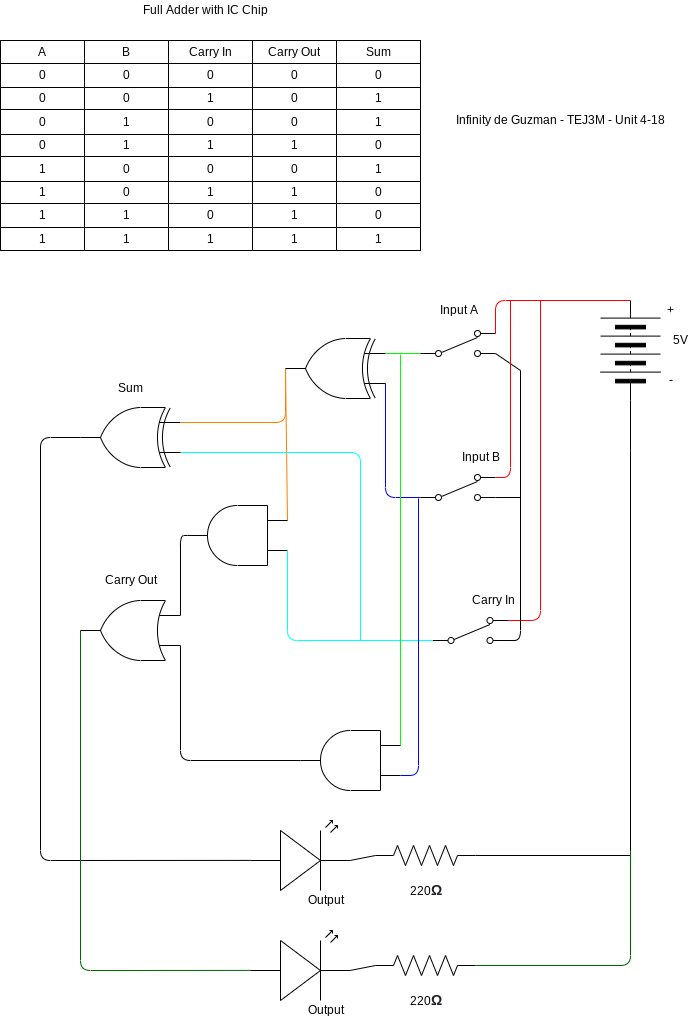 Full Adder with IC Chip
A B Carry In Carry Out Sum
0 0 0 0 0
0 0 1 0 1
0 1 0 0 1
0 1 1 1 0
1 0 0 0 1
1 0 1 1 0
1 1 0 1 0
1 1 1 1 1
Infinity de Guzman - TEJ3M - Unit 4-18
Input A
+
5V
-
Sum
Input B
Carry Out
Carry In
220Ω
Output
220Ω
Output